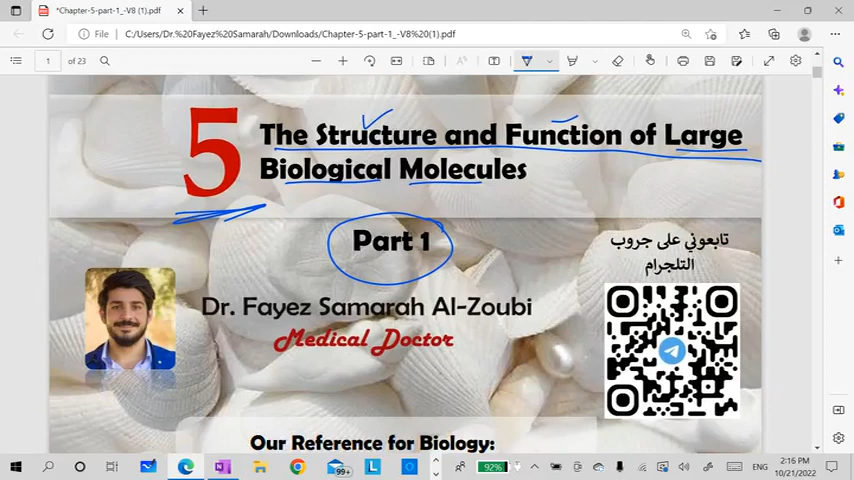 *Chapter-5-part-1_-V8 (1).pdf
File
C:/Users/Dr.%20Fayez%20Samarah/Downloads/Chapter-5-part-1_-V8%20(1).pdf
1 of 23
5
The Structure and Function of Large
Biological Molecules
Part 1
تابعوني على جروب
التلجرام
Dr. Fayez Samarah Al-Zoubi
Medical Doctor
Our Reference for Biology:
99+
92%
ENG
2:16 PM
10/21/2022